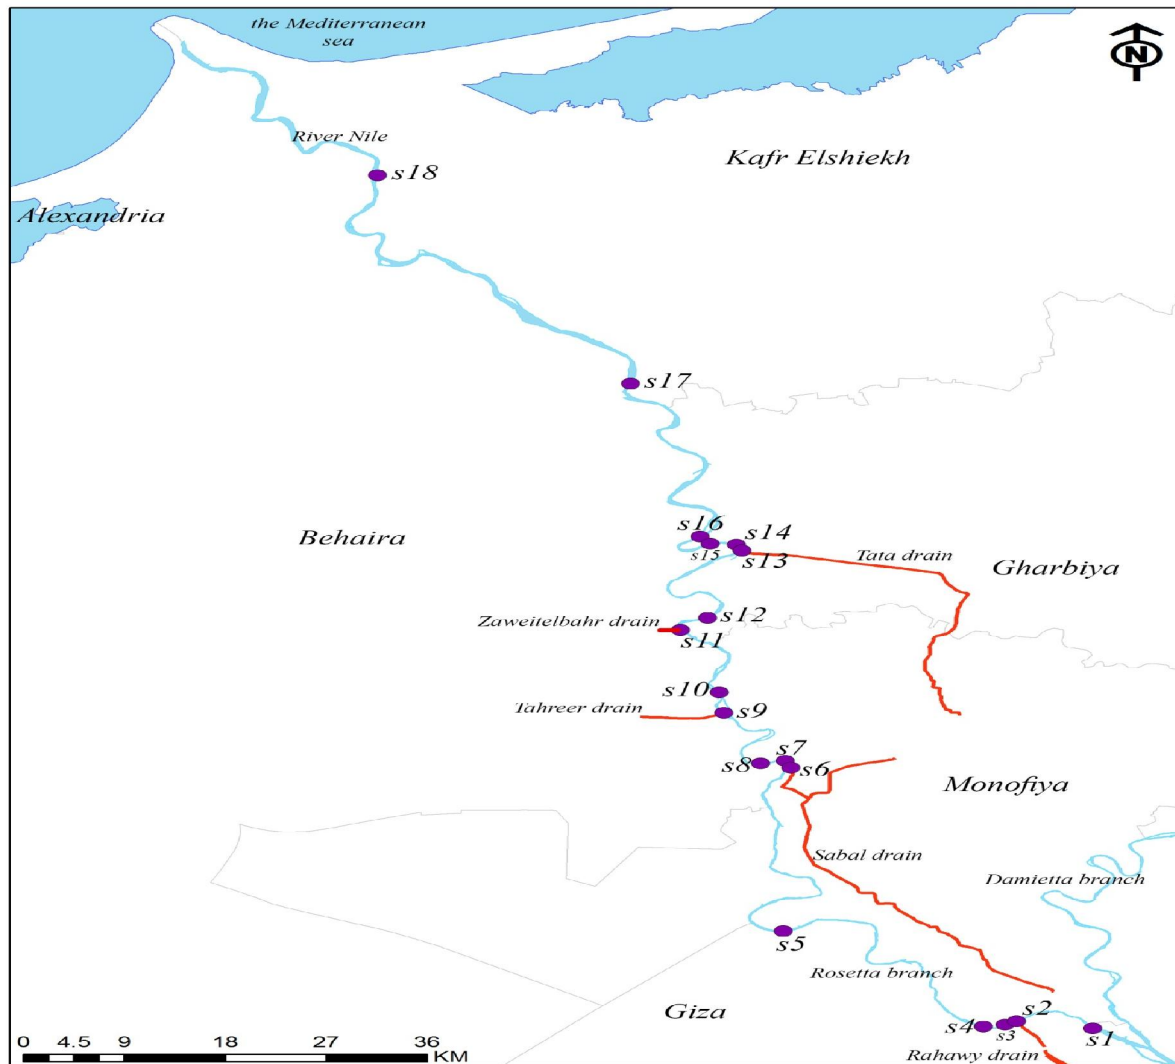 the Mediterranean
sea
N
River Nile
Kafr Elshiekh
s18
Alexandria
s17
Behaira
s16
s14
s15
s13
Tata drain
Gharbiya
Zaweitelbahr drain
s12
s11
s10
Tahreer drain
s9
s7
s8
s6
Monofiya
Sabal drain
Damietta branch
s5
Rosetta branch
Giza
s2
s4
s3
s1
Rahawy drain
0 4.5 9 18 27 36
KM